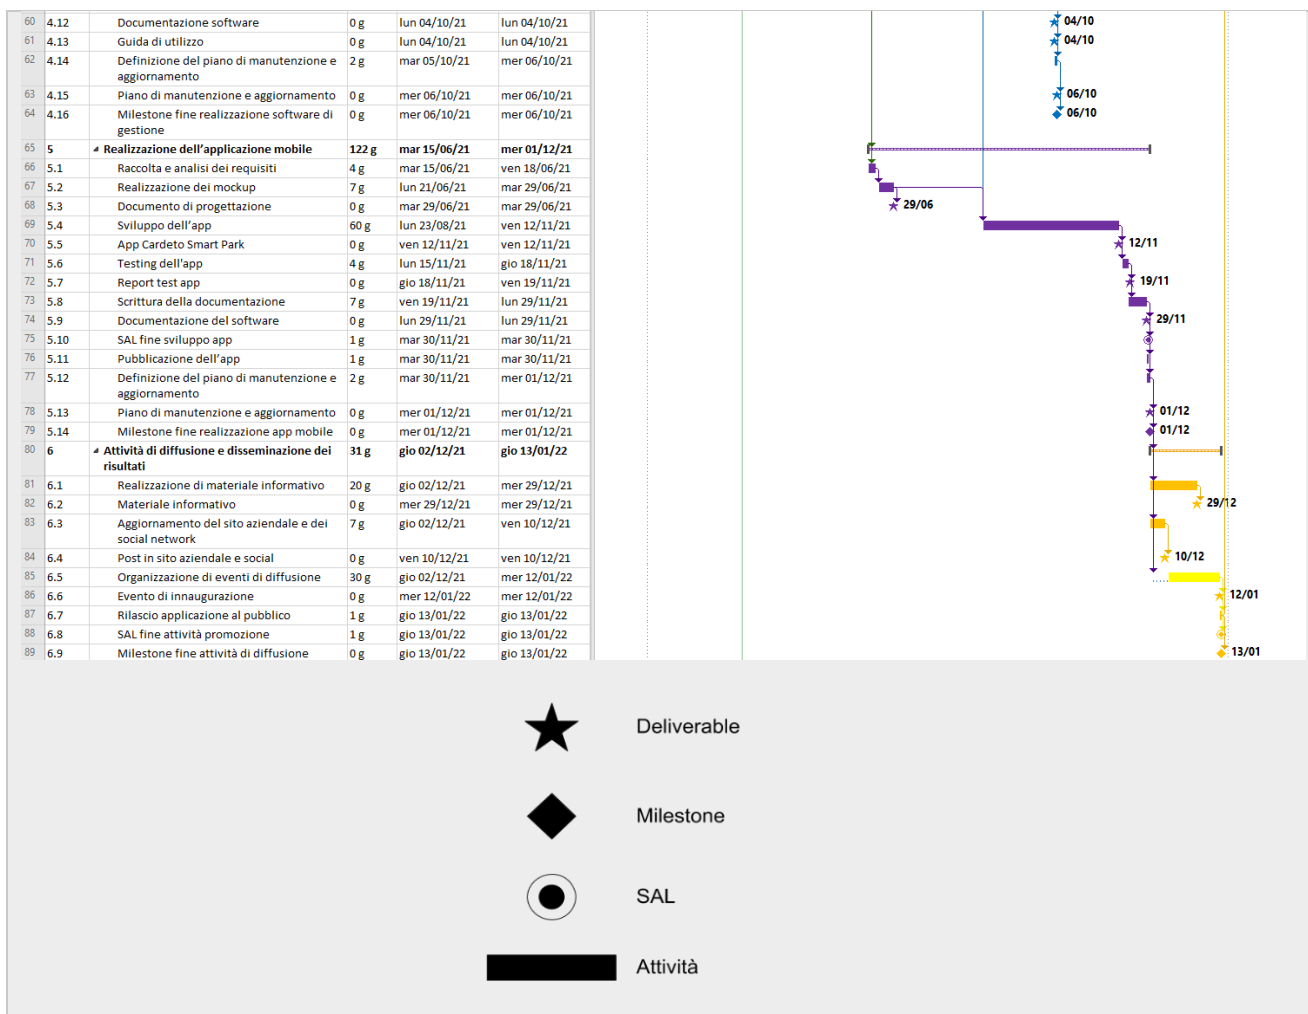 60 4.12 Documentazione software 0 g lun 04/10/21 lun 04/10/21 04/10
61 4.13 Guida di utilizzo 0 g lun 04/10/21 lun 04/10/21 04/10
62 4.14 Definizione del piano di manutenzione e 2 g mar 05/10/21 mer 06/10/21
aggiornamento
63 4.15 Piano di manutenzione e aggiornamento 0 g mer 06/10/21 mer 06/10/21 06/10
64 4.16 Milestone fine realizzazione software di 0 g mer 06/10/21 mer 06/10/21 06/10
gestione
65 5 Realizzazione dell'applicazione mobile 122 g mar 15/06/21 mer 01/12/21
66 5.1 Raccolta e analisi dei requisiti 4 g mar 15/06/21 ven 18/06/21
67 5.2 Realizzazione dei mockup 7 g lun 21/06/21 mar 29/06/21
68 5.3 Documento di progettazione 0 g mar 29/06/21 mar 29/06/21 29/06
69 5.4 Sviluppo dell'app 60 g lun 23/08/21 ven 12/11/21
70 5.5 App Cardeto Smart Park 0 g ven 12/11/21 ven 12/11/21 12/11
71 5.6 Testing dell'app 4 g lun 15/11/21 gio 18/11/21
72 5.7 Report test app 0 g gio 18/11/21 ven 19/11/21 19/11
73 5.8 Scrittura della documentazione 7 g ven 19/11/21 lun 29/11/21
74 5.9 Documentazione del software 0 g lun 29/11/21 lun 29/11/21 29/11
75 5.10 SAL fine sviluppo app 1 g mar 30/11/21 mar 30/11/21
76 5.11 Pubblicazione dell'app 1 g mar 30/11/21 mar 30/11/21
77 5.12 Definizione del piano di manutenzione e 2 g mar 30/11/21 mer 01/12/21
aggiornamento
78 5.13 Piano di manutenzione e aggiornamento 0 g mer 01/12/21 mer 01/12/21 01/12
79 5.14 Milestone fine realizzazione app mobile 0 g mer 01/12/21 mer 01/12/21 01/12
80 6 Attività di diffusione e disseminazione dei 31 g gio 02/12/21 gio 13/01/22
risultati
81 6.1 Realizzazione di materiale informativo 20 g gio 02/12/21 mer 29/12/21
82 6.2 Materiale informativo 0 g mer 29/12/21 mer 29/12/21 29/12
83 6.3 Aggiornamento del sito aziendale e dei 7 g gio 02/12/21 ven 10/12/21
social network
84 6.4 Post in sito aziendale e social 0 g ven 10/12/21 ven 10/12/21 10/12
85 6.5 Organizzazione di eventi di diffusione 30 g gio 02/12/21 mer 12/01/22
86 6.6 Evento di innaugurazione 0 g mer 12/01/22 mer 12/01/22 12/01
87 6.7 Rilascio applicazione al pubblico 1 g gio 13/01/22 gio 13/01/22
88 6.8 SAL fine attività promozione 1 g gio 13/01/22 gio 13/01/22
89 6.9 Milestone fine attività di diffusione 0 g gio 13/01/22 gio 13/01/22 13/01
Deliverable
Milestone
SAL
Attività